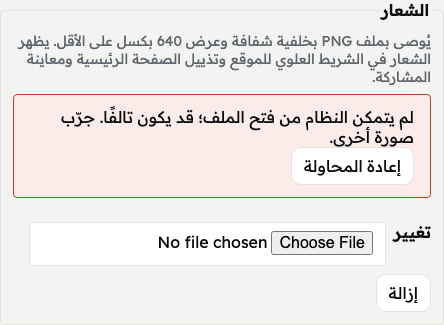 الشعار
يُوصى بملف PNG بخلفية شفافة وعرض 640 بكسل على الأقل. يظهر
الشعار في الشريط العلوي للموقع وتذييل الصفحة الرئيسية ومعاينة
المشاركة.
لم يتمكن النظام من فتح الملف؛ قد يكون تالفًا. جرّب
صورة أخرى.
إعادة المحاولة
تغيير
Choose File No file chosen
إزالة